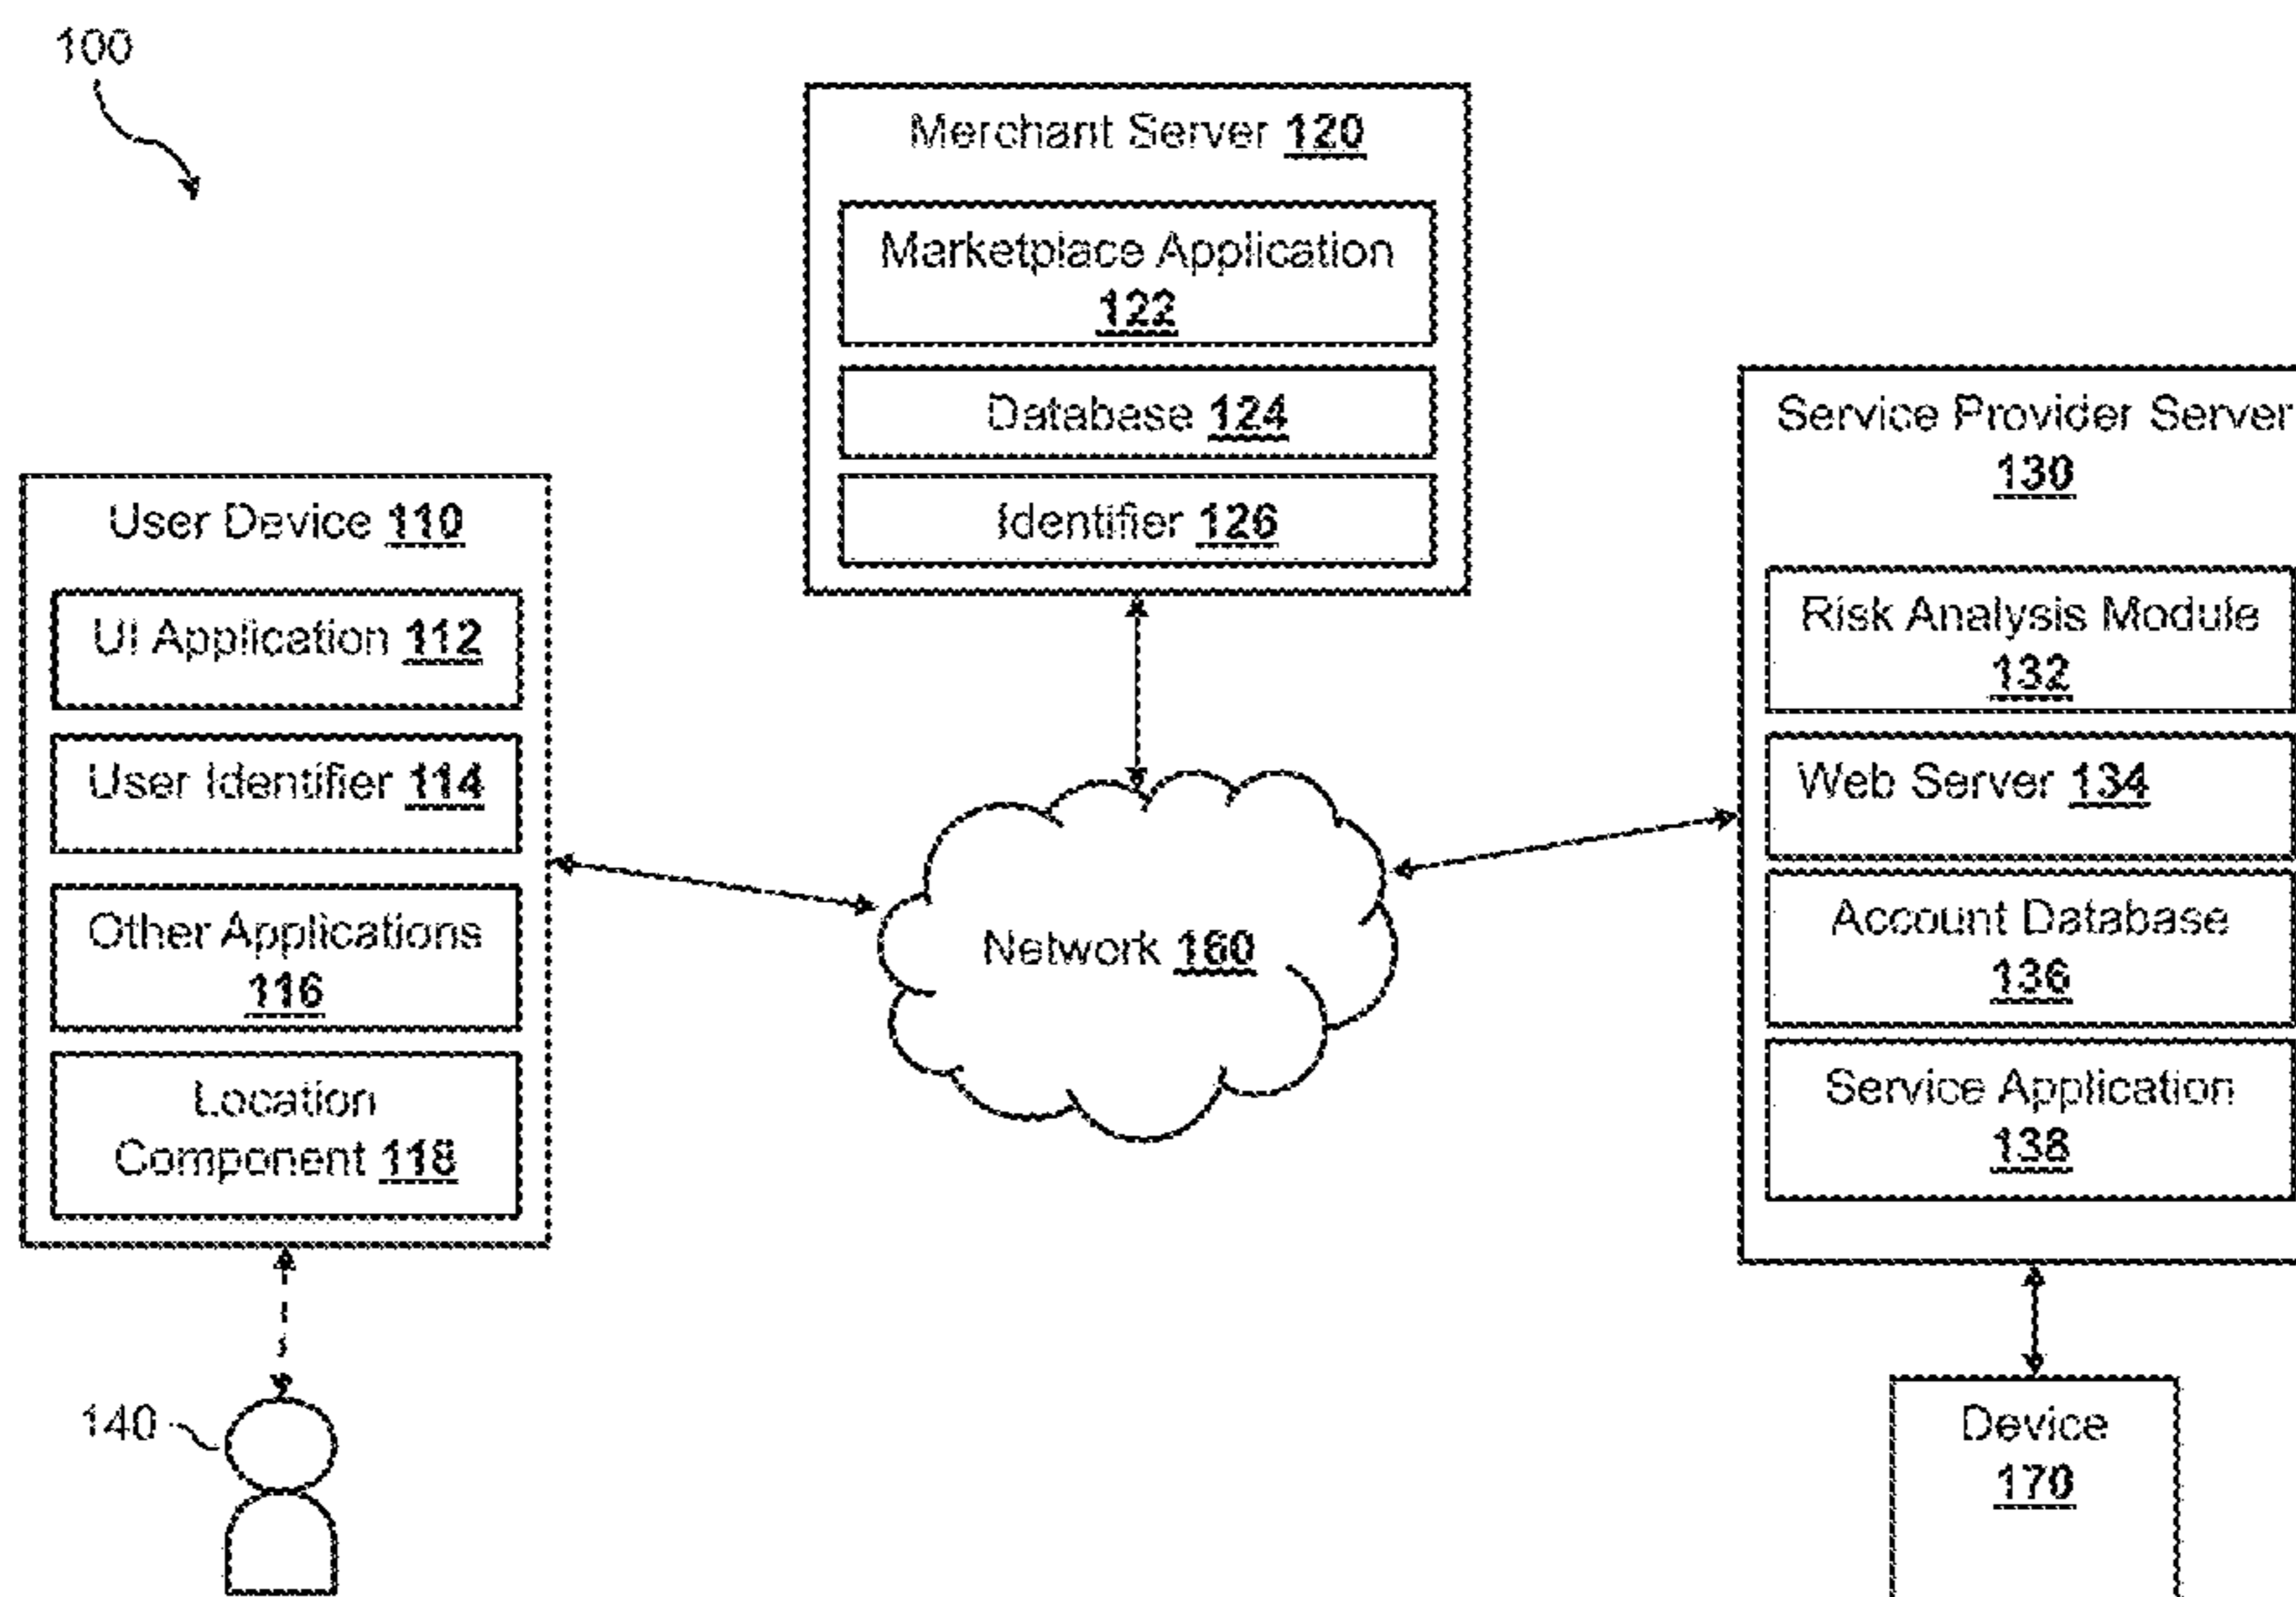 100
Merchant Server 120
Marketplace Application
122
Database 124
Identifier 126
User Device 110
UI Application 112
User Identifier 114
Other Applications
116
Location
Component 118
Network 160
Service Provider Server
130
Risk Analysis Module
132
Web Server 134
Account Database
136
Service Application
138
140
Device
170